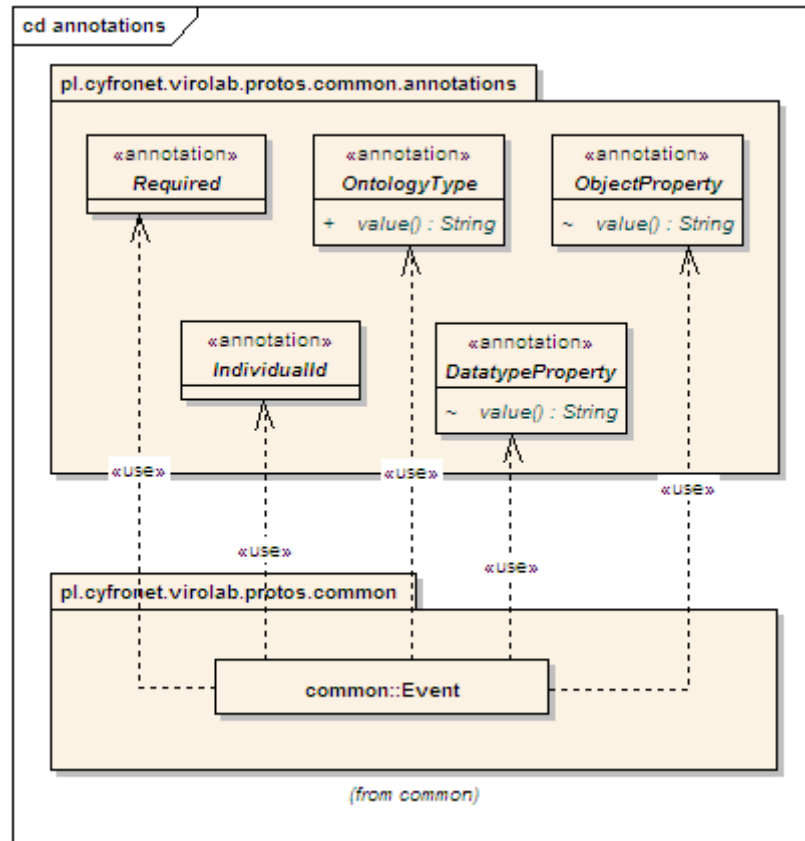 cd annotations
pl.cyfronet.virolab.protos.common.annotations
«annotation»
Required
«annotation»
OntologyType
+ value() : String
«annotation»
ObjectProperty
~ value() : String
«annotation»
IndividualId
«annotation»
DatatypeProperty
~ value() : String
«use»
«use»
«use»
«use»
«use»
pl.cyfronet.virolab.protos.common
common::Event
(from common)